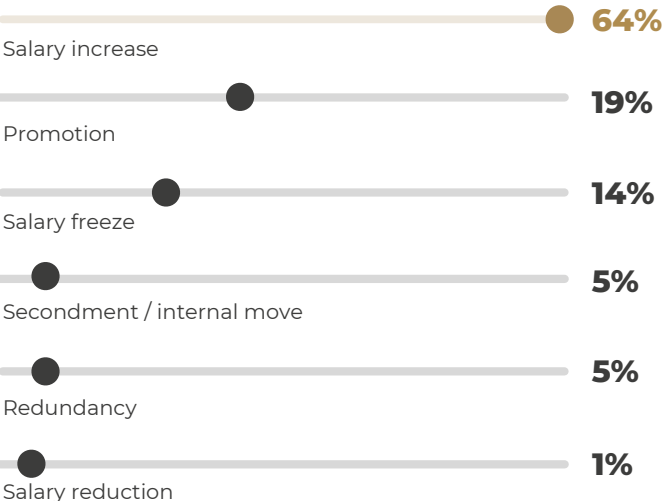 64%
Salary increase
19%
Promotion
14%
Salary freeze
5%
Secondment / internal move
5%
Redundancy
1%
Salary reduction